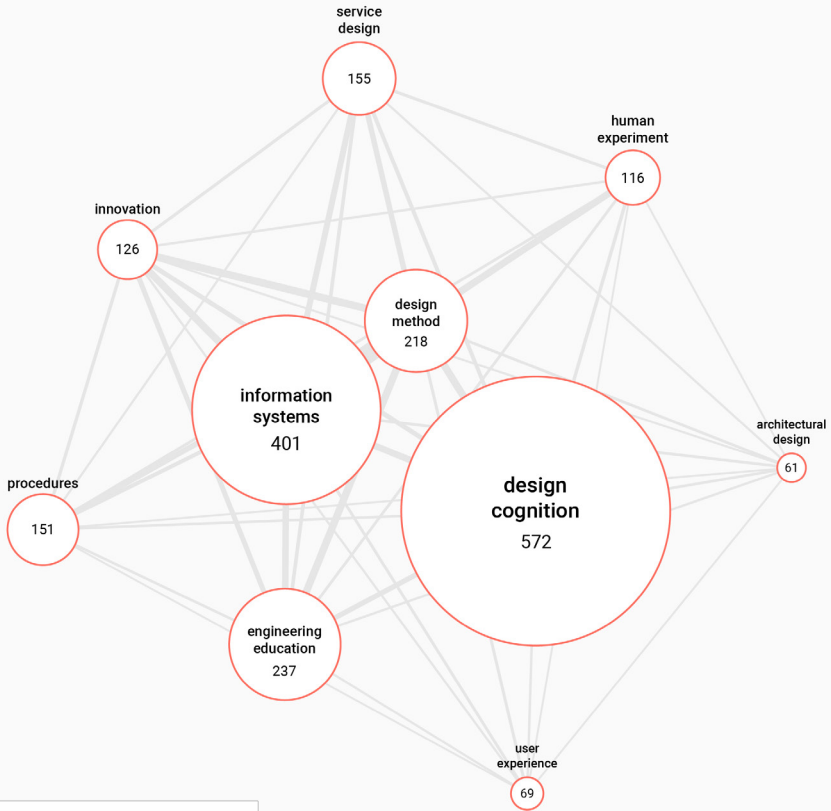 service
design
155
human
experiment
116
innovation
126
design
method
218
information
systems
401
architectural
design
61
design
cognition
572
procedures
151
engineering
education
237
user
experience
69